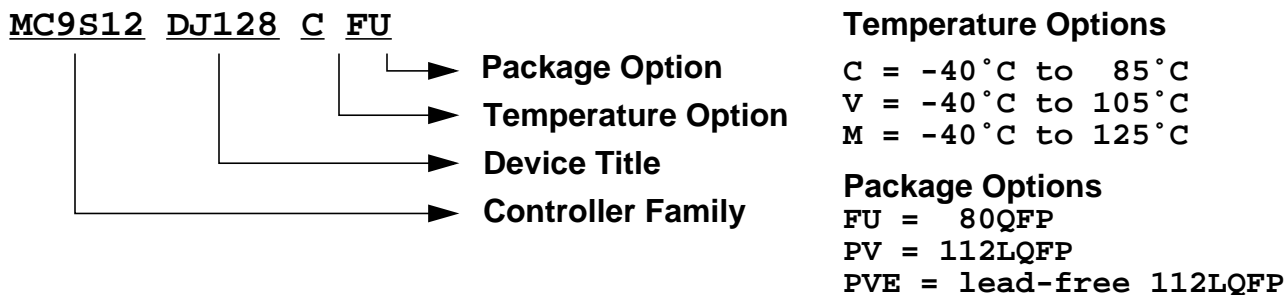 MC9S12 DJ128 C FU
Package Option
Temperature Option
Device Title
Controller Family
Temperature Options
C = -40˚C to  85˚C
V = -40˚C to 105˚C
M = -40˚C to 125˚C
Package Options
FU =  80QFP
PV = 112LQFP
PVE = lead-free 112LQFP